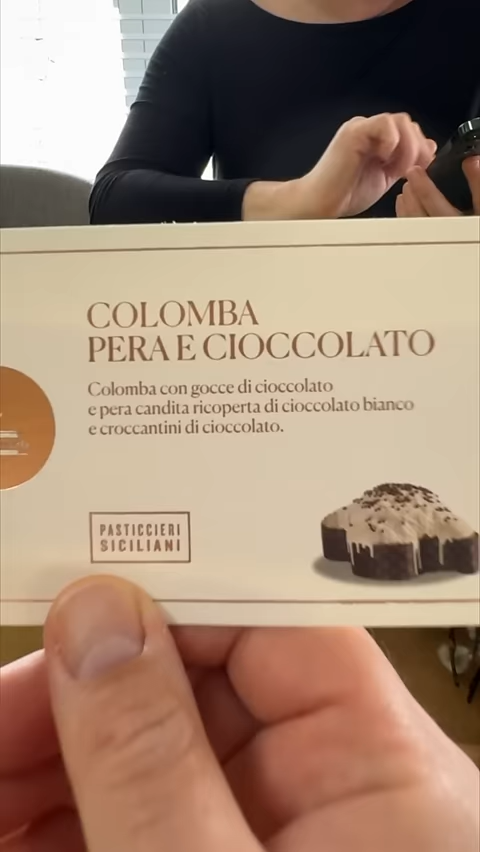 COLOMBA
PERA E CIOCCOLATO
Colomba con gocce di cioccolato
e pera candita ricoperta di cioccolato bianco
e croccantini di cioccolato.
PASTICCIERI
SICILIANI